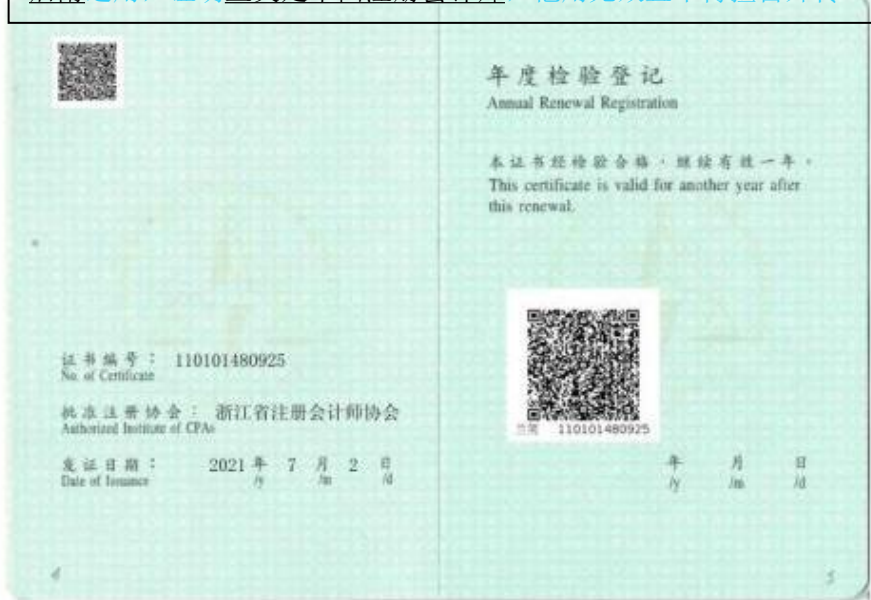 年度检验登记
Annual Renewal Registration
本证书经检验合格，继续有效一年。
This certificate is valid for another year after
this renewal.
证书编号： 110101480925
No. of Certificate
批准注册协会： 浙江省注册会计师协会
Authorized Institute of CPAs
发证日期： 2021 年 7 月 2 日
Date of Issuance /y /m /d
110101480925
年 月 日
/y /m /d
4
5